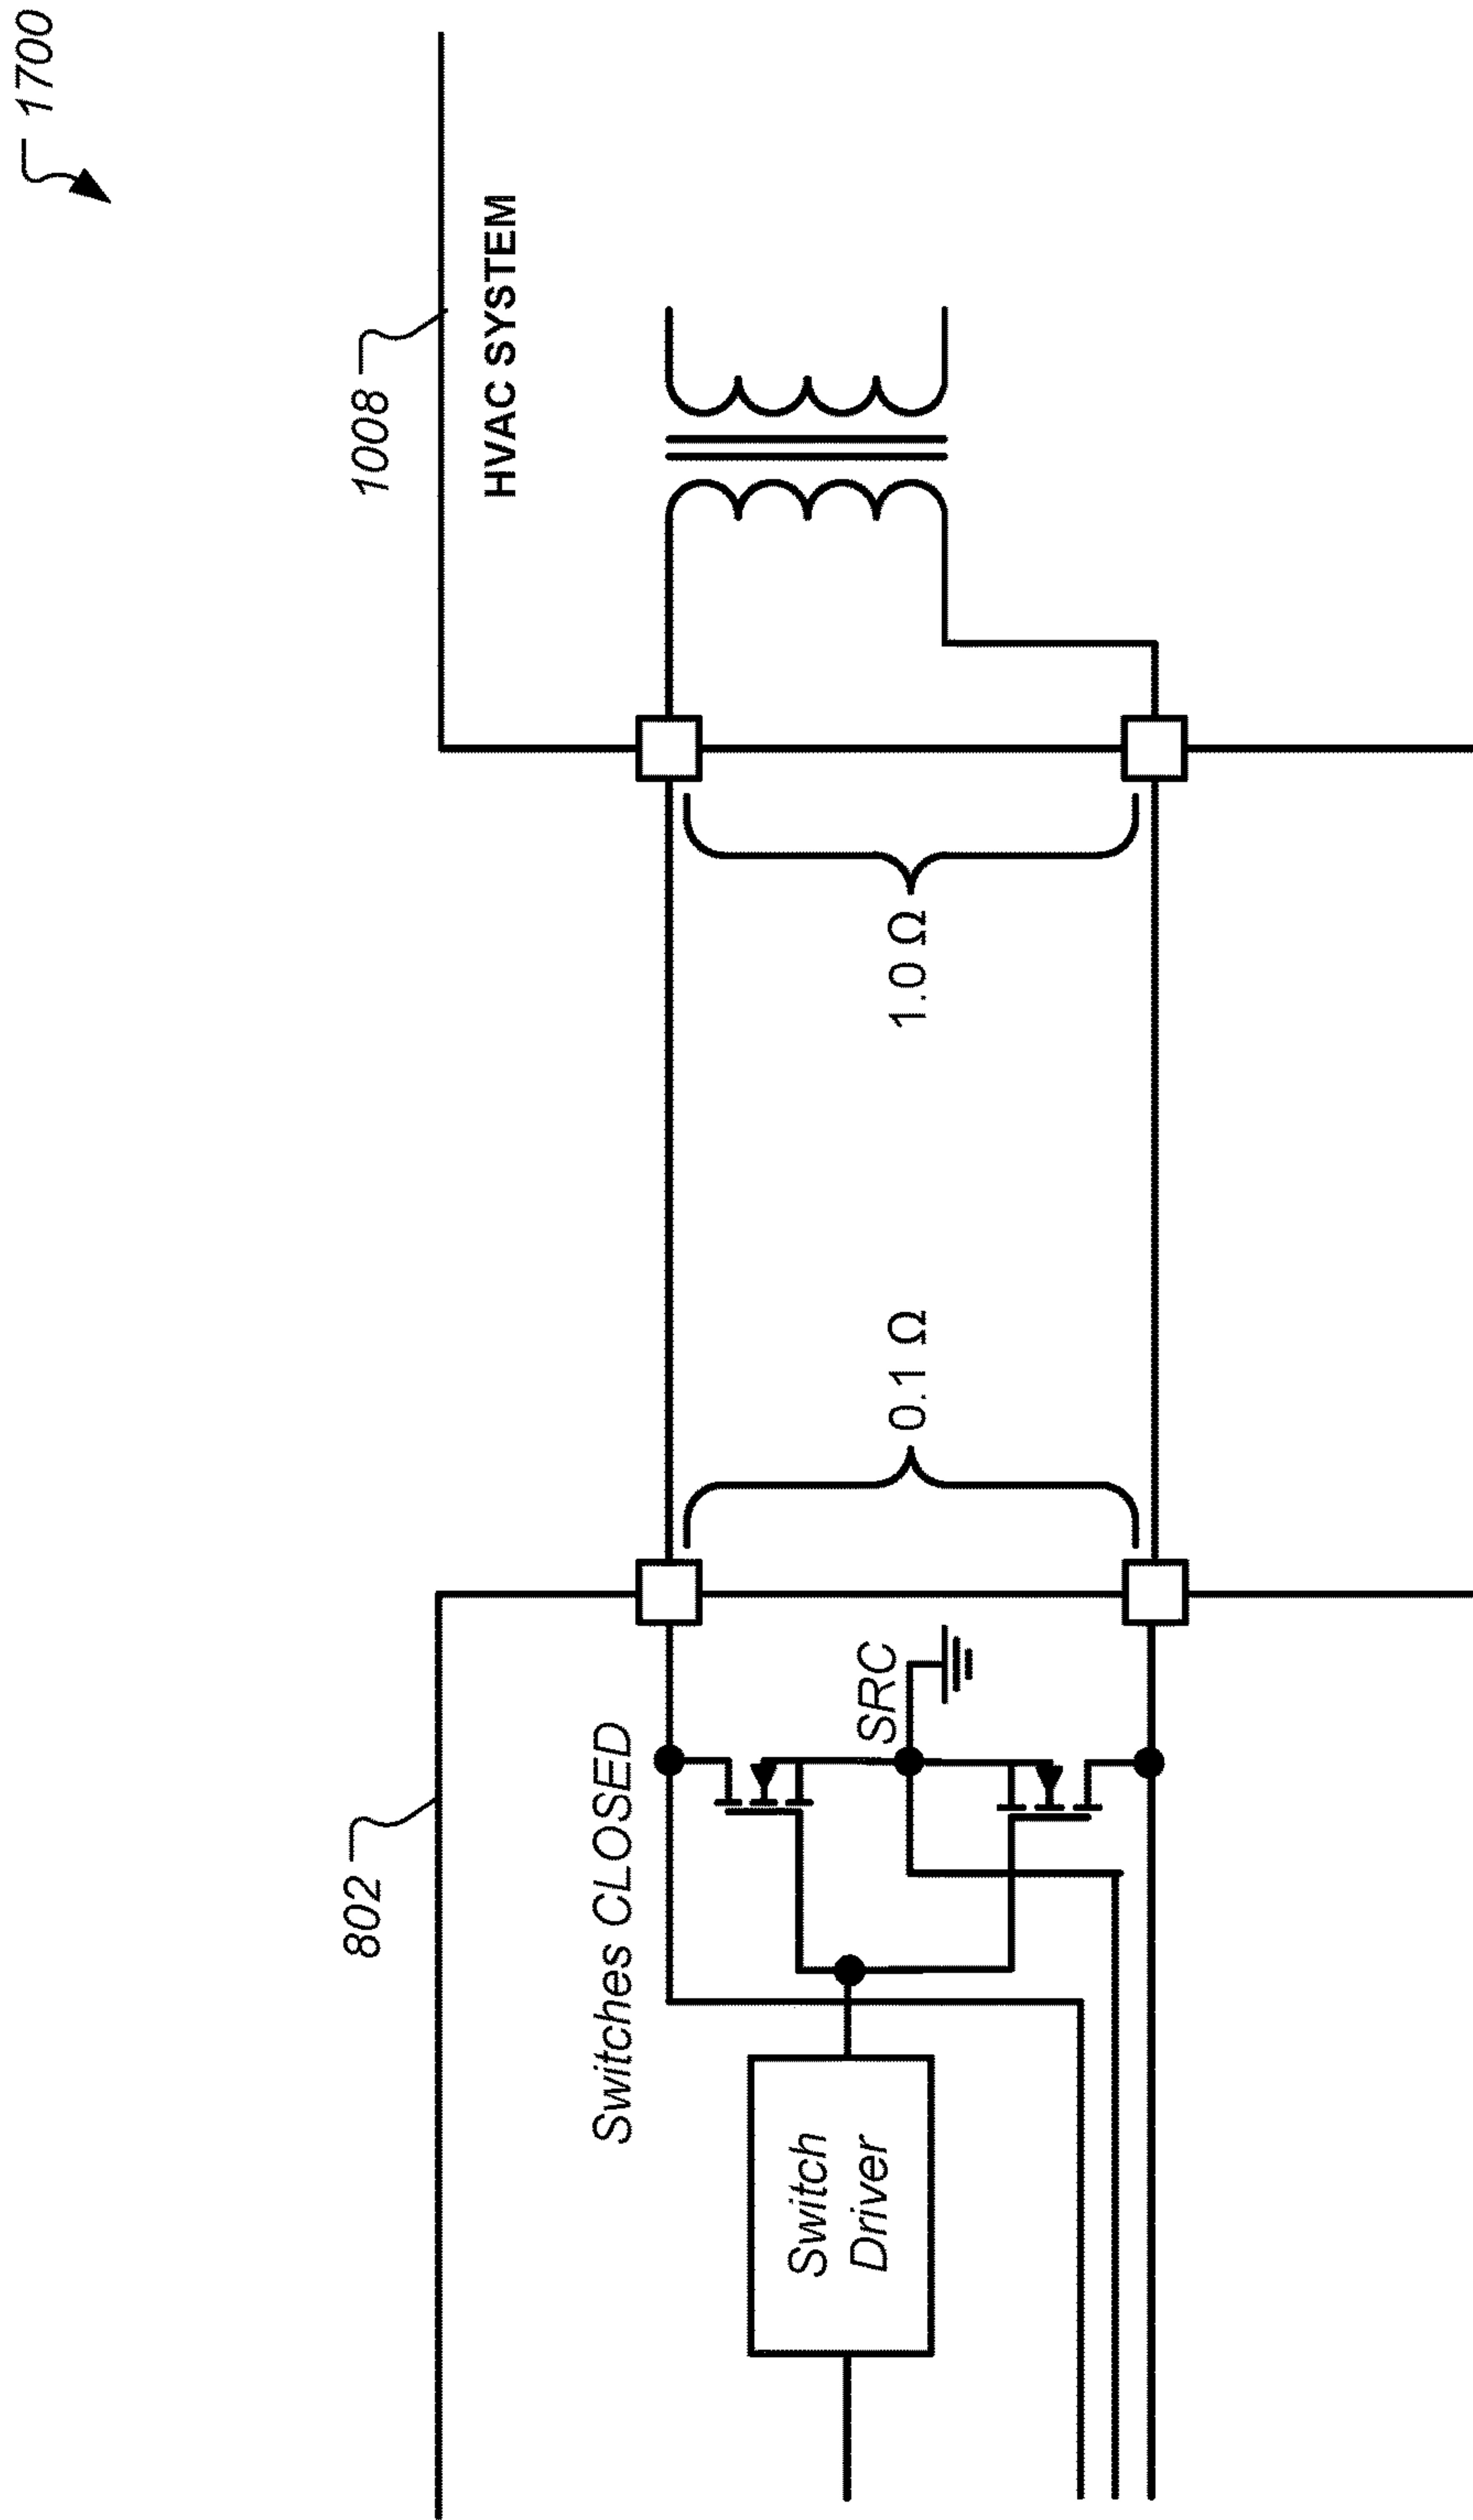 1700
1008
HVAC SYSTEM
802
Switches CLOSED
0.1 Ω
1.0 Ω
SRC
Switch
Driver